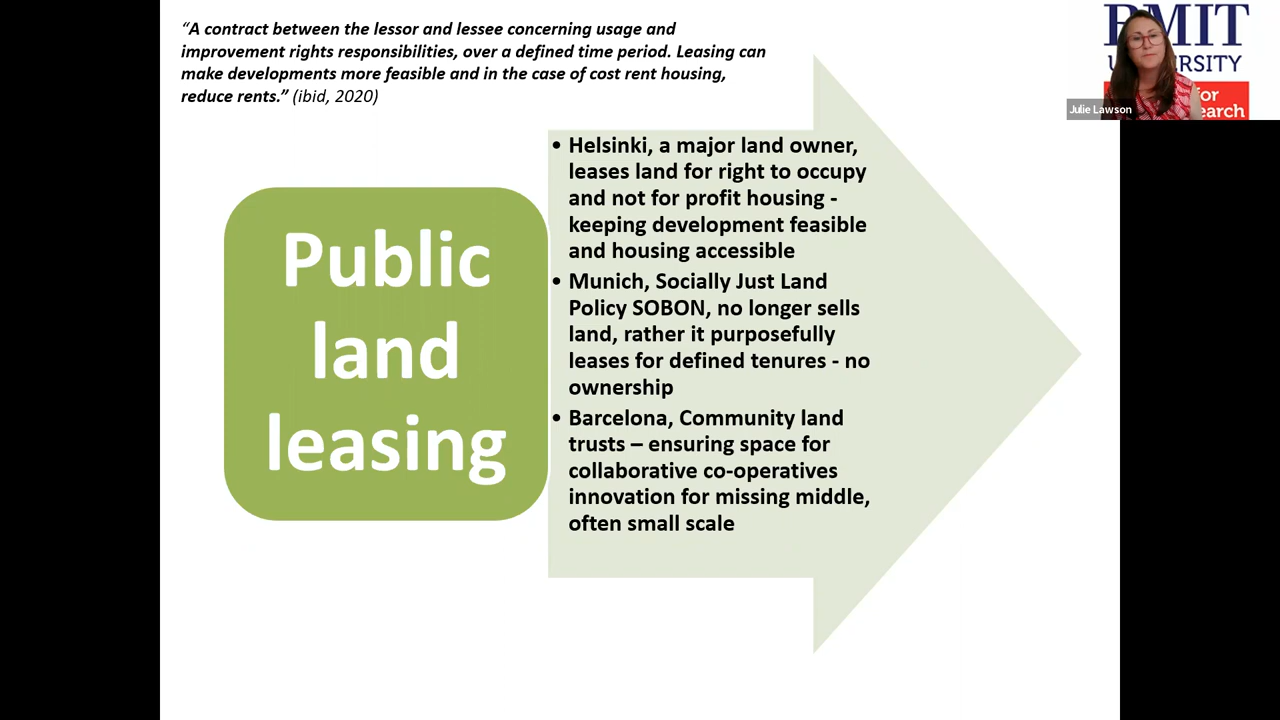 “A contract between the lessor and lessee concerning usage and
improvement rights responsibilities, over a defined time period. Leasing can
make developments more feasible and in the case of cost rent housing,
reduce rents.” (ibid, 2020)
Public
land
leasing
• Helsinki, a major land owner,
leases land for right to occupy
and not for profit housing -
keeping development feasible
and housing accessible
• Munich, Socially Just Land
Policy SOBON, no longer sells
land, rather it purposefully
leases for defined tenures - no
ownership
• Barcelona, Community land
trusts – ensuring space for
collaborative co-operatives
innovation for missing middle,
often small scale
RMIT
for
Julie Lawson